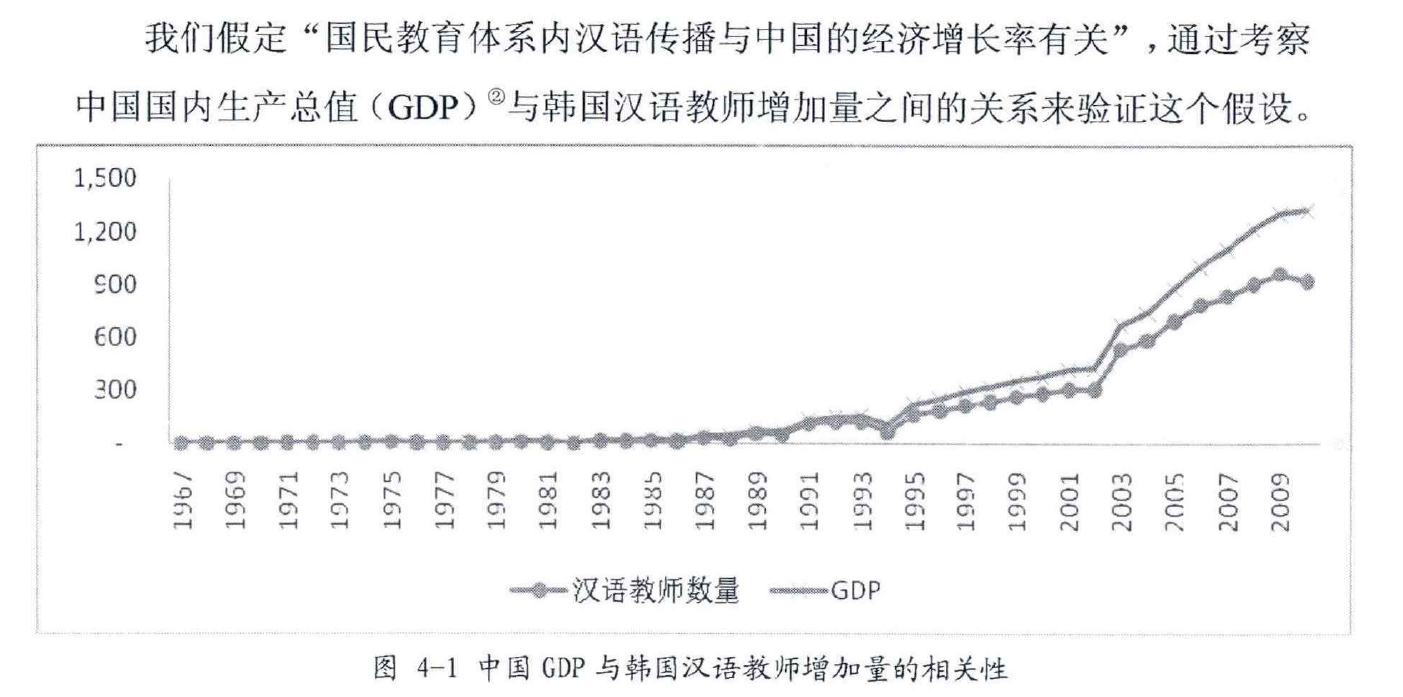 我们假定“国民教育体系内汉语传播与中国的经济增长率有关”，通过考察
中国国内生产总值（GDP）②与韩国汉语教师增加量之间的关系来验证这个假设。
1,500
1,200
900
600
300
-
1967 1969 1971 1973 1975 1977 1979 1981 1983 1985 1987 1989 1991 1993 1995 1997 1999 2001 2003 2005 2007 2009
汉语教师数量 GDP
图 4-1 中国 GDP 与韩国汉语教师增加量的相关性